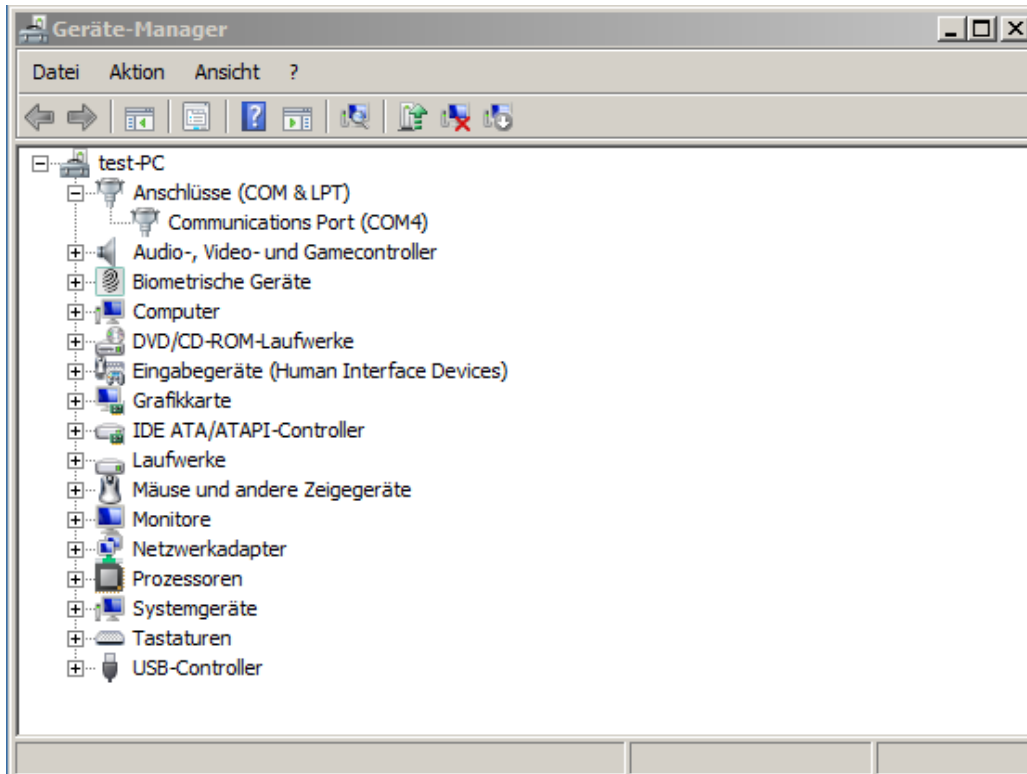 Geräte-Manager
Datei Aktion Ansicht ?
test-PC
Anschlüsse (COM & LPT)
Communications Port (COM4)
Audio-, Video- und Gamecontroller
Biometrische Geräte
Computer
DVD/CD-ROM-Laufwerke
Eingabegeräte (Human Interface Devices)
Grafikkarte
IDE ATA/ATAPI-Controller
Laufwerke
Mäuse und andere Zeigegeräte
Monitore
Netzwerkadapter
Prozessoren
Systemgeräte
Tastaturen
USB-Controller